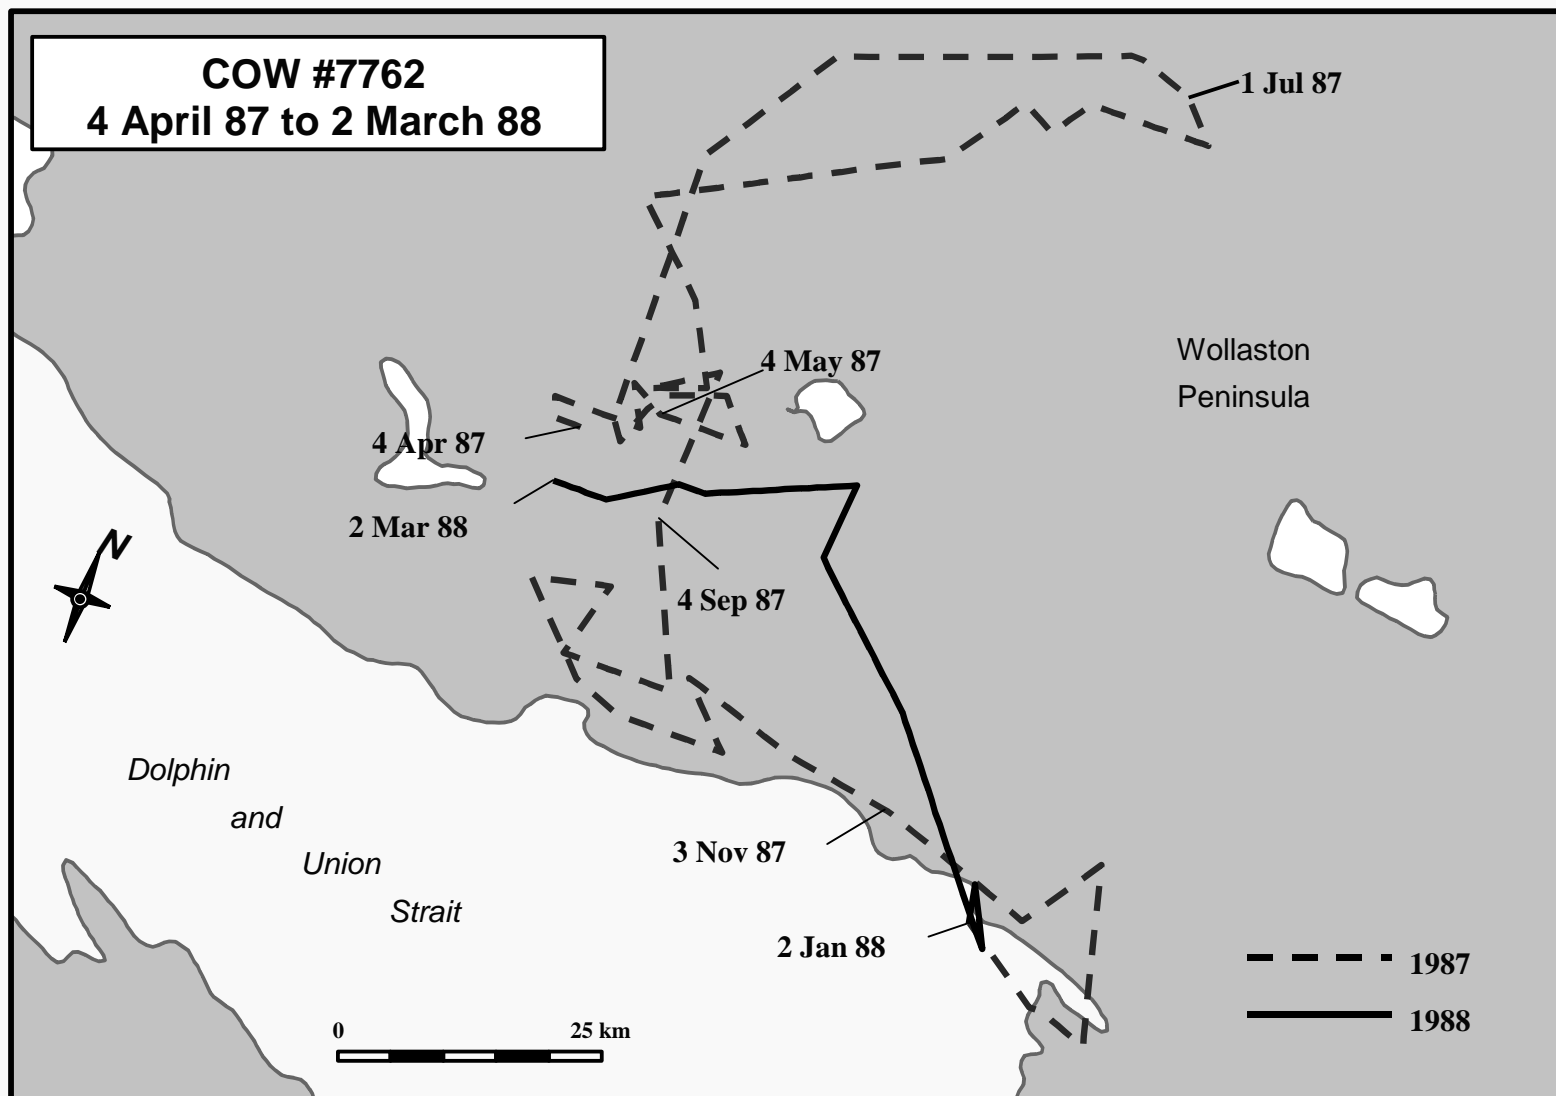 COW #7762
4 April 87 to 2 March 88
1 Jul 87
Wollaston
Peninsula
4 May 87
4 Apr 87
2 Mar 88
N
4 Sep 87
Dolphin
and
Union
Strait
3 Nov 87
2 Jan 88
1987
1988
0 25 km